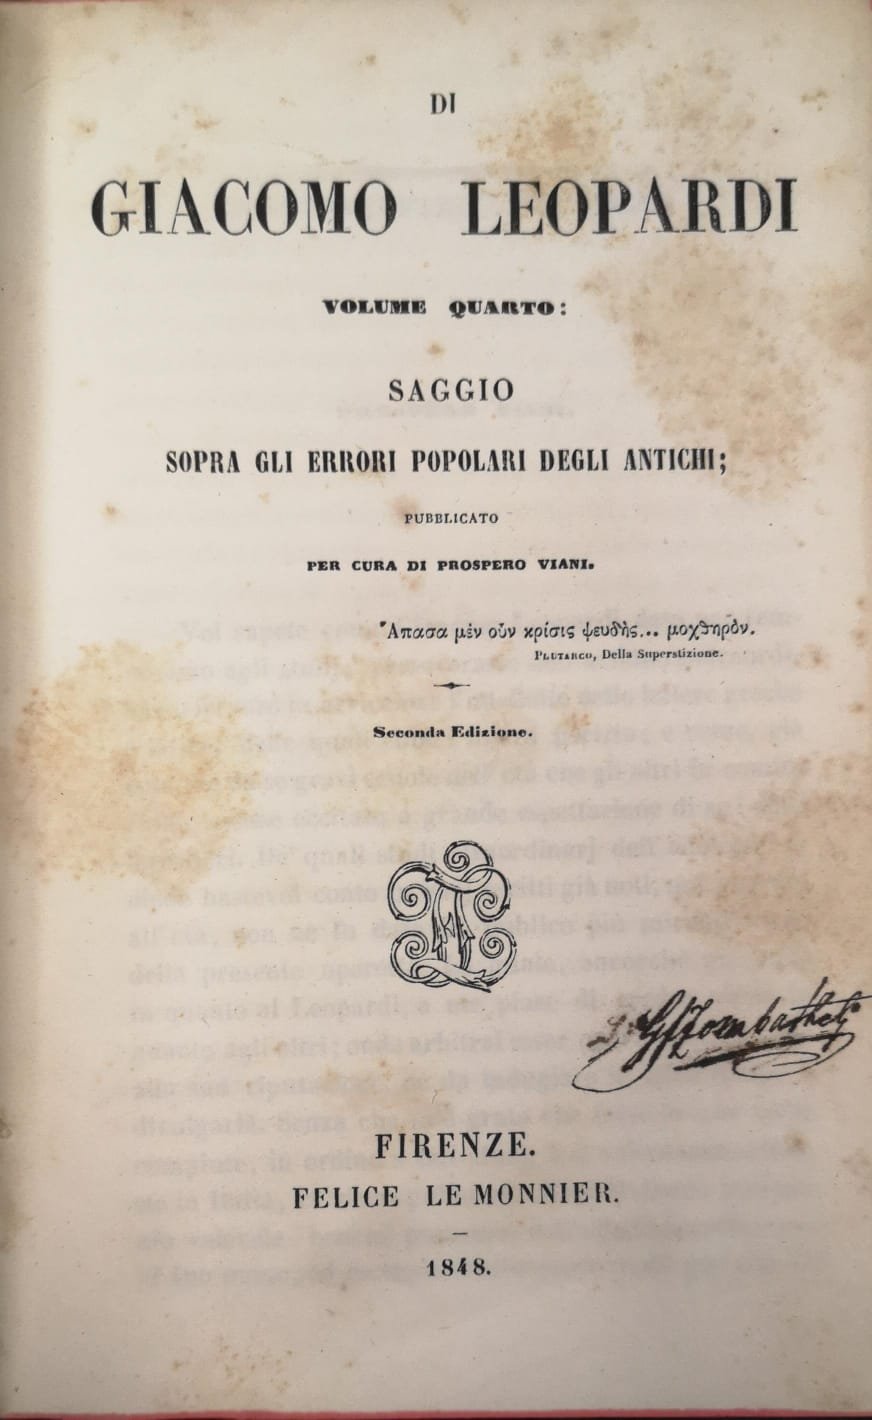 DI
GIACOMO LEOPARDI
VOLUME QUARTO:
SAGGIO
SOPRA GLI ERRORI POPOLARI DEGLI ANTICHI;
PUBBLICATO
PER CURA DI PROSPERO VIANI.
Ἅπασα μὲν οὖν κρίσις ψευδὴς... μοχθηρὸν.
PLUTARCO, Della Superstizione.
Seconda Edizione.
FIRENZE.
FELICE LE MONNIER.
1848.